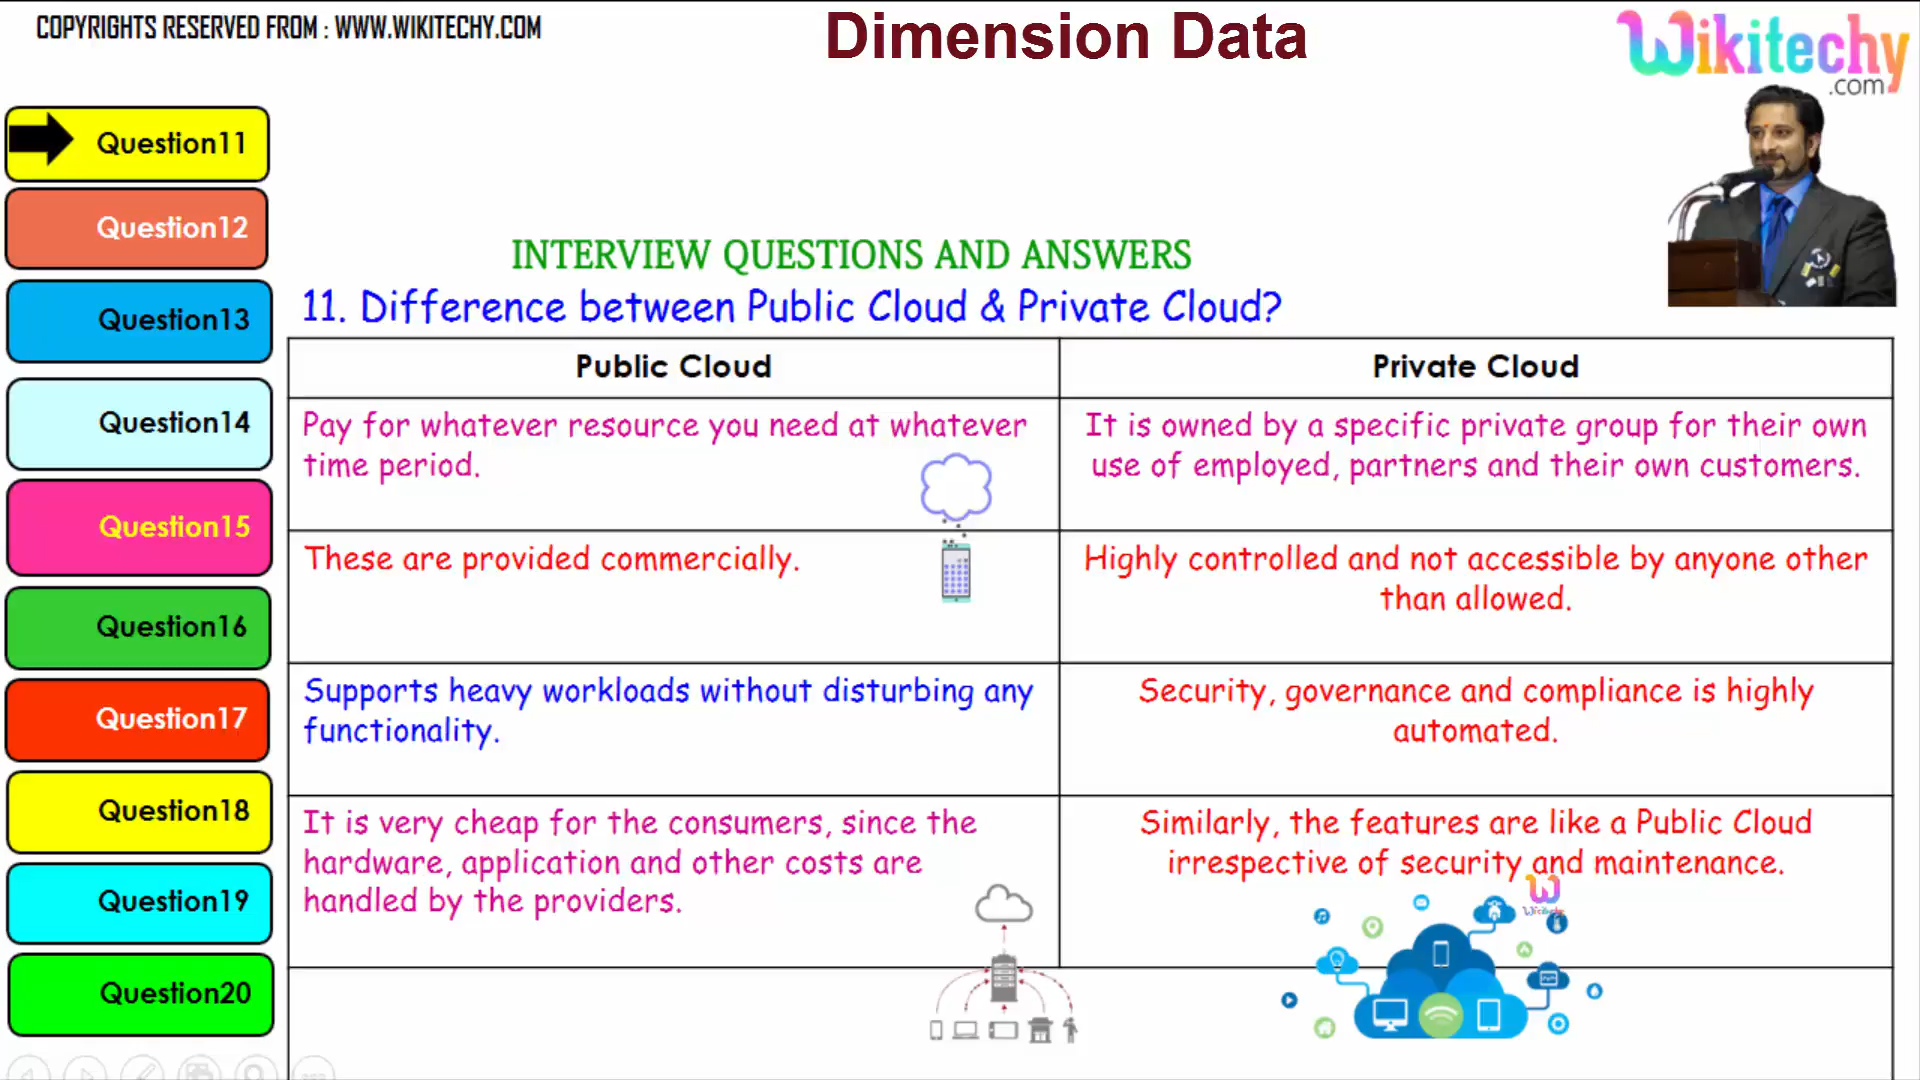 COPYRIGHTS RESERVED FROM : WWW.WIKITECHY.COM
Dimension Data
Wikitechy
.com
Question11
Question12
Question13
Question14
Question15
Question16
Question17
Question18
Question19
Question20
INTERVIEW QUESTIONS AND ANSWERS
11. Difference between Public Cloud & Private Cloud?
Public Cloud
Private Cloud
Pay for whatever resource you need at whatever
time period.
It is owned by a specific private group for their own
use of employed, partners and their own customers.
These are provided commercially.
Highly controlled and not accessible by anyone other
than allowed.
Supports heavy workloads without disturbing any
functionality.
Security, governance and compliance is highly
automated.
It is very cheap for the consumers, since the
hardware, application and other costs are
handled by the providers.
Similarly, the features are like a Public Cloud
irrespective of security and maintenance.
W
Wikitechy